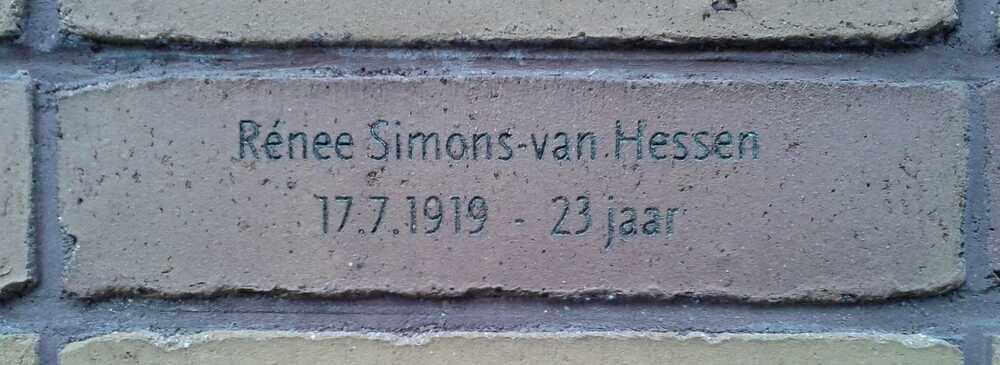 Rénee Simons-van Hessen
17.7.1919 - 23 jaar